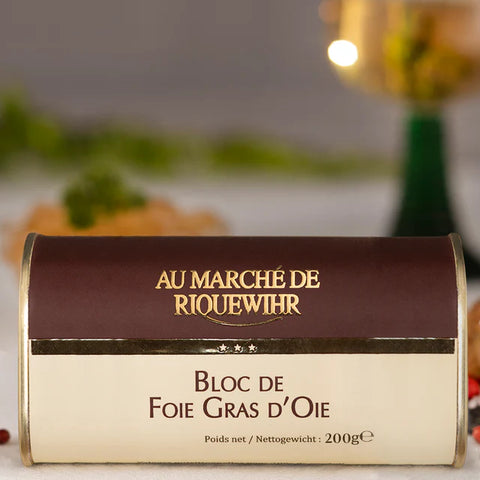 AU MARCHÉ DE
RIQUEWIHR
BLOC DE
FOIE GRAS D'OIE
Poids net / Nettogewicht : 200g℮